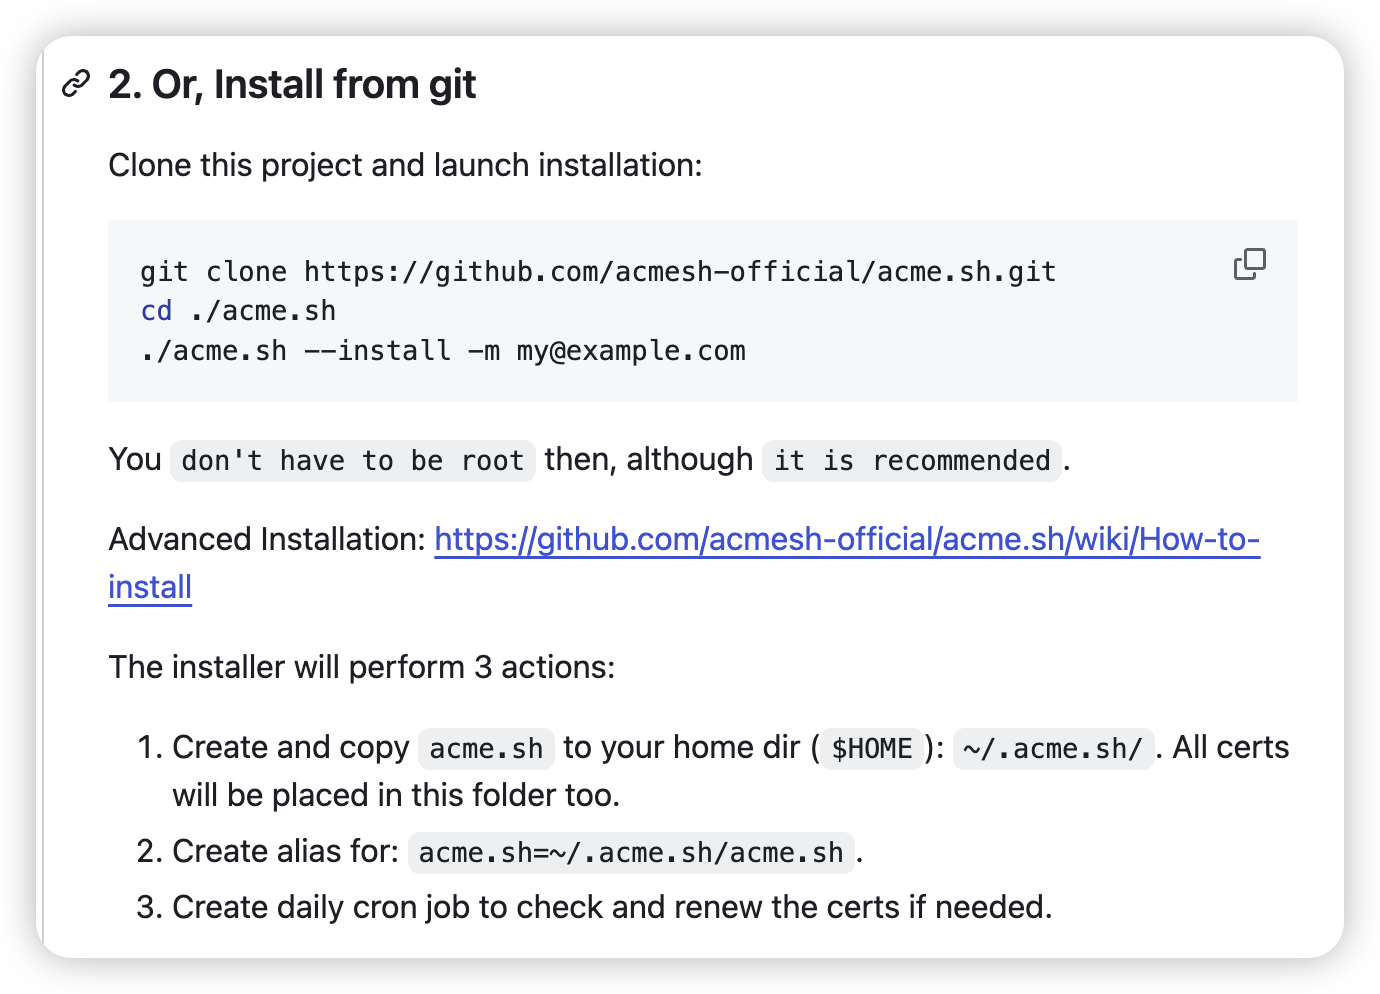 2. Or, Install from git
Clone this project and launch installation:
git clone https://github.com/acmesh-official/acme.sh.git
cd ./acme.sh
./acme.sh --install -m my@example.com
You don't have to be root then, although it is recommended.
Advanced Installation: https://github.com/acmesh-official/acme.sh/wiki/How-to-
install
The installer will perform 3 actions:
1. Create and copy acme.sh to your home dir ($HOME): ~/.acme.sh/. All certs
will be placed in this folder too.
2. Create alias for: acme.sh=~/.acme.sh/acme.sh.
3. Create daily cron job to check and renew the certs if needed.